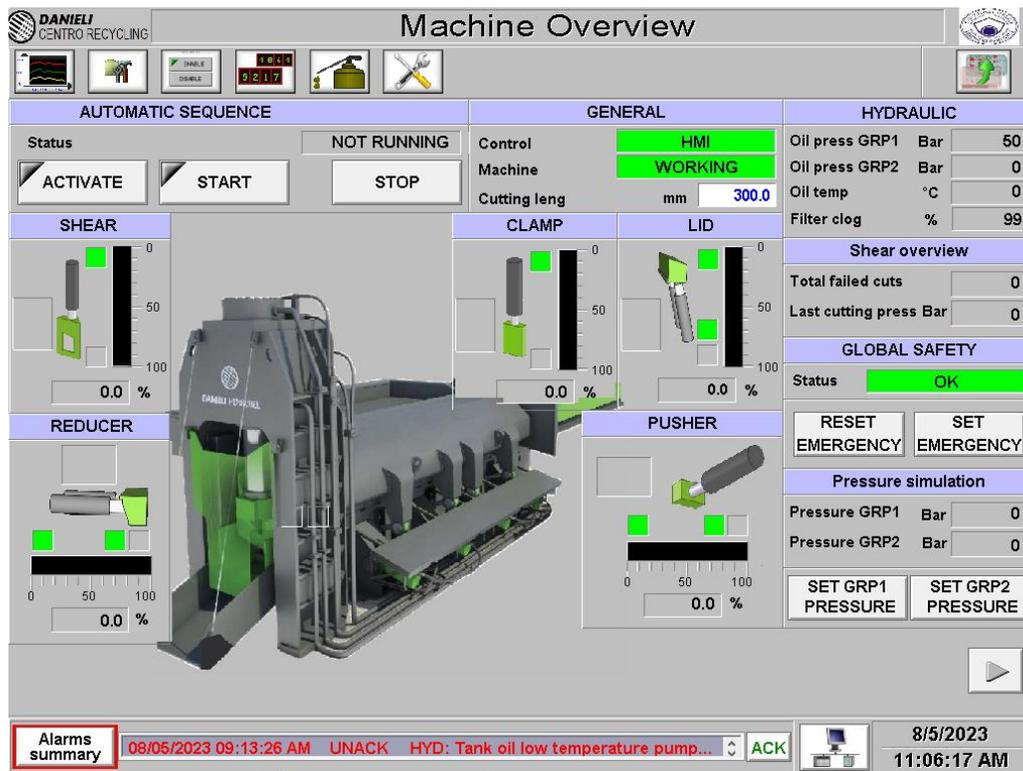 DANIELI
CENTRO RECYCLING
Machine Overview
ENABLE
DISABLE
5 2 1 7
AUTOMATIC SEQUENCE
Status
NOT RUNNING
ACTIVATE
START
STOP
GENERAL
Control
HMI
Machine
WORKING
Cutting leng
mm
300.0
HYDRAULIC
Oil press GRP1 Bar 50
Oil press GRP2 Bar 0
Oil temp °C 0
Filter clog % 99
SHEAR
0
50
100
0.0 %
CLAMP
0
50
100
0.0 %
LID
0
50
100
0.0 %
Shear overview
Total failed cuts 0
Last cutting press Bar 0
GLOBAL SAFETY
Status OK
RESET
EMERGENCY
SET
EMERGENCY
REDUCER
0 50 100
0.0 %
PUSHER
0 50 100
0.0 %
Pressure simulation
Pressure GRP1 Bar 0
Pressure GRP2 Bar 0
SET GRP1
PRESSURE
SET GRP2
PRESSURE
Alarms
summary
08/05/2023 09:13:26 AM UNACK HYD: Tank oil low temperature pump...
ACK
8/5/2023
11:06:17 AM